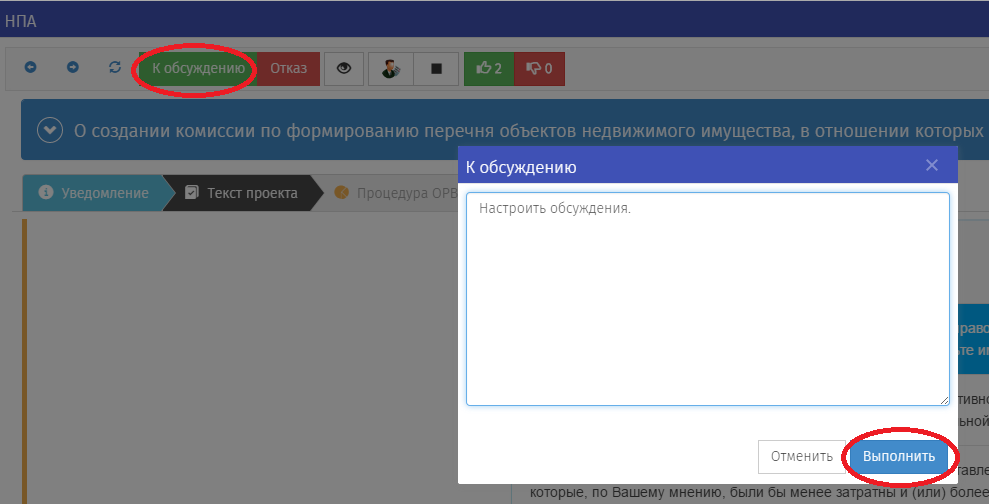 НПА
К обсуждению Отказ 2 0
О создании комиссии по формированию перечня объектов недвижимого имущества, в отношении которых
Уведомление Текст проекта Процедура ОРВ
К обсуждению ×
Настроить обсуждения.
Отменить Выполнить
которые, по Вашему мнению, были бы менее затратны и (или) более